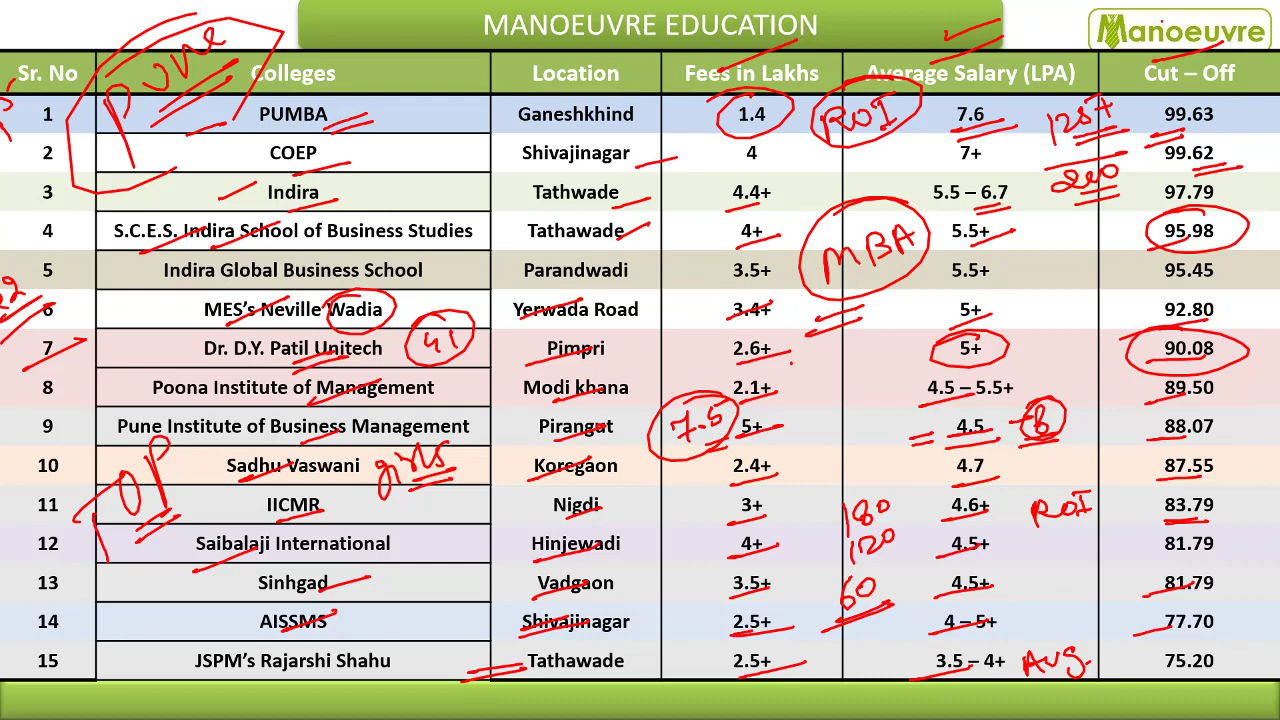 MANOEUVRE EDUCATION
Manoeuvre
Sr. No Colleges Location Fees in Lakhs Average Salary (LPA) Cut – Off
Pune
1 PUMBA Ganeshkhind 1.4 ROI 7.6 99.63
2 COEP Shivajinagar 4 7+ 99.62
240
3 Indira Tathwade 4.4+ 5.5 – 6.7 97.79
4 S.C.E.S. Indira School of Business Studies Tathawade 4+ 5.5+ 95.98
MBA
5 Indira Global Business School Parandwadi 3.5+ 5.5+ 95.45
6 MES's Neville Wadia Yerwada Road 3.4+ 5+ 92.80
7 Dr. D.Y. Patil Unitech 41 Pimpri 2.6+ 5+ 90.08
8 Poona Institute of Management Modi khana 2.1+ 4.5 – 5.5+ 89.50
9 Pune Institute of Business Management Pirangut 7.5 5+ 4.5 B 88.07
10 Sadhu Vaswani girls Koregaon 2.4+ 4.7 87.55
TOP
11 IICMR Nigdi 3+ 180 4.6+ ROI 83.79
12 Saibalaji International Hinjewadi 4+ 120 4.5+ 81.79
13 Sinhgad Vadgaon 3.5+ 60 4.5+ 81.79
14 AISSMS Shivajinagar 2.5+ 4 – 5+ 77.70
15 JSPM's Rajarshi Shahu Tathawade 2.5+ 3.5 – 4+ Avg. 75.20